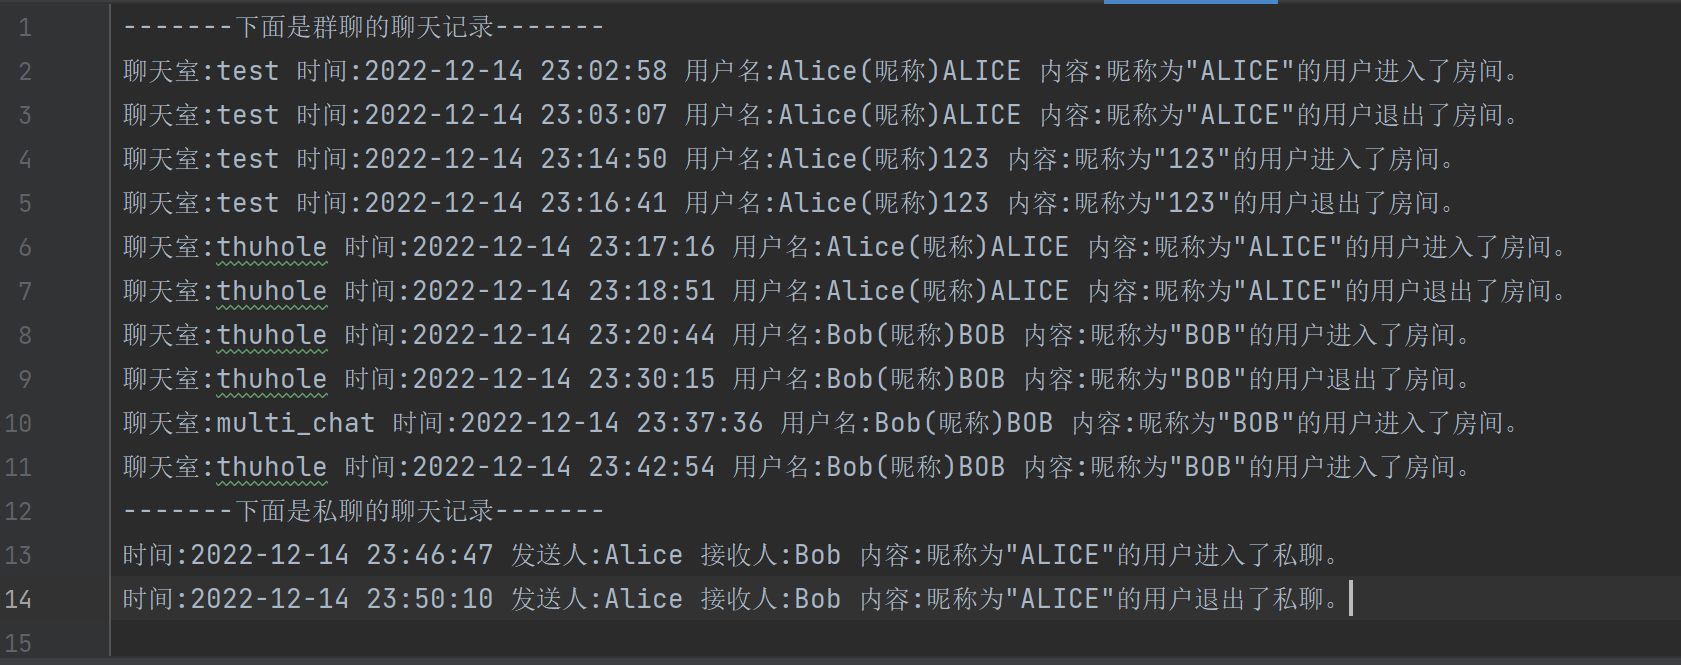 1 -------下面是群聊的聊天记录-------
2 聊天室:test 时间:2022-12-14 23:02:58 用户名:Alice(昵称)ALICE 内容:昵称为"ALICE"的用户进入了房间。
3 聊天室:test 时间:2022-12-14 23:03:07 用户名:Alice(昵称)ALICE 内容:昵称为"ALICE"的用户退出了房间。
4 聊天室:test 时间:2022-12-14 23:14:50 用户名:Alice(昵称)123 内容:昵称为"123"的用户进入了房间。
5 聊天室:test 时间:2022-12-14 23:16:41 用户名:Alice(昵称)123 内容:昵称为"123"的用户退出了房间。
6 聊天室:thuhole 时间:2022-12-14 23:17:16 用户名:Alice(昵称)ALICE 内容:昵称为"ALICE"的用户进入了房间。
7 聊天室:thuhole 时间:2022-12-14 23:18:51 用户名:Alice(昵称)ALICE 内容:昵称为"ALICE"的用户退出了房间。
8 聊天室:thuhole 时间:2022-12-14 23:20:44 用户名:Bob(昵称)BOB 内容:昵称为"BOB"的用户进入了房间。
9 聊天室:thuhole 时间:2022-12-14 23:30:15 用户名:Bob(昵称)BOB 内容:昵称为"BOB"的用户退出了房间。
10 聊天室:multi_chat 时间:2022-12-14 23:37:36 用户名:Bob(昵称)BOB 内容:昵称为"BOB"的用户进入了房间。
11 聊天室:thuhole 时间:2022-12-14 23:42:54 用户名:Bob(昵称)BOB 内容:昵称为"BOB"的用户进入了房间。
12 -------下面是私聊的聊天记录-------
13 时间:2022-12-14 23:46:47 发送人:Alice 接收人:Bob 内容:昵称为"ALICE"的用户进入了私聊。
14 时间:2022-12-14 23:50:10 发送人:Alice 接收人:Bob 内容:昵称为"ALICE"的用户退出了私聊。
15